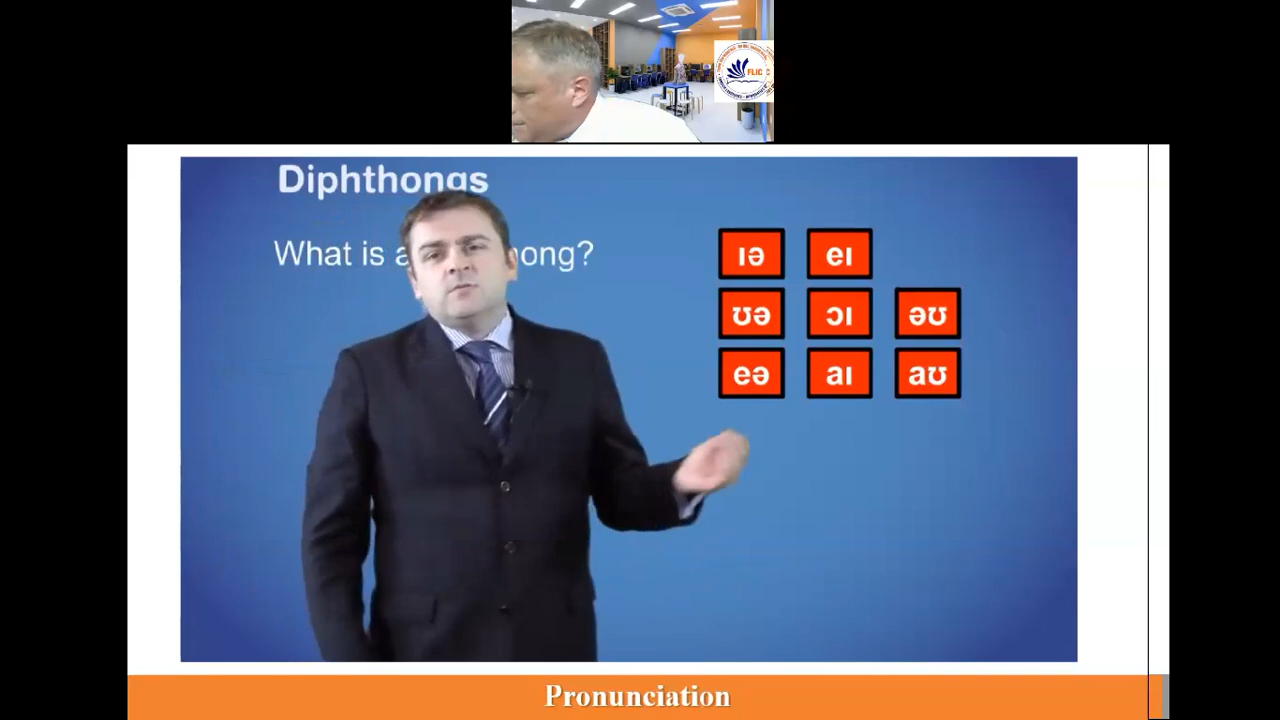 FLIC
Diphthongs
What is a ong?
ɪə eɪ
ʊə ɔɪ əʊ
eə aɪ aʊ
Pronunciation